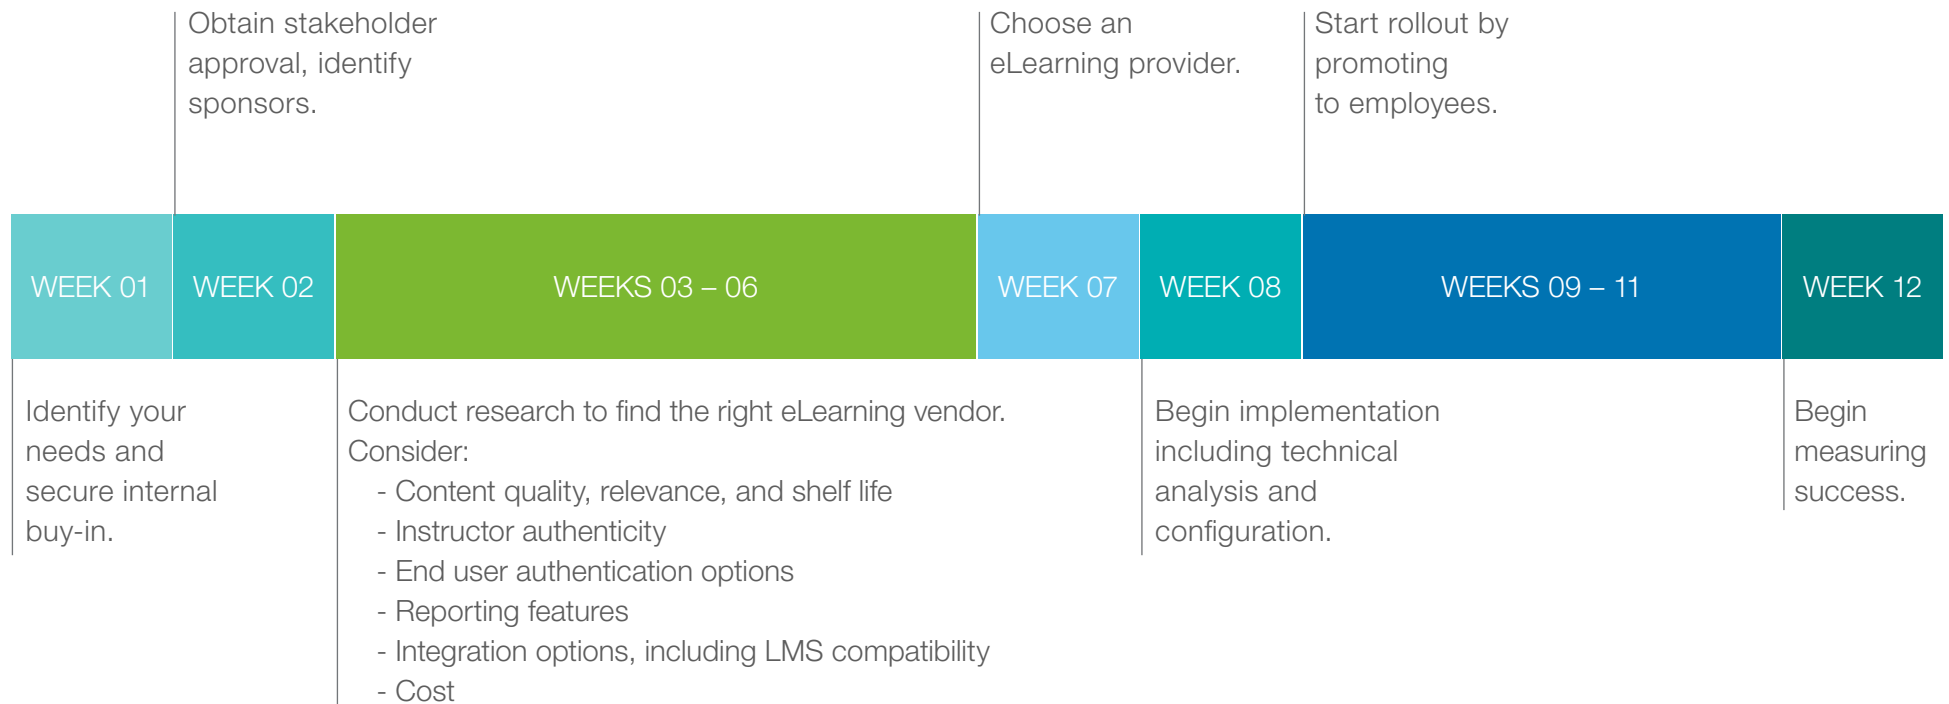 Obtain stakeholder
approval, identify
sponsors.
Choose an
eLearning provider.
Start rollout by
promoting
to employees.
WEEK 01
WEEK 02
WEEKS 03 – 06
WEEK 07
WEEK 08
WEEKS 09 – 11
WEEK 12
Identify your
needs and
secure internal
buy-in.
Conduct research to find the right eLearning vendor.
Consider:
- Content quality, relevance, and shelf life
- Instructor authenticity
- End user authentication options
- Reporting features
- Integration options, including LMS compatibility
- Cost
Begin implementation
including technical
analysis and
configuration.
Begin
measuring
success.